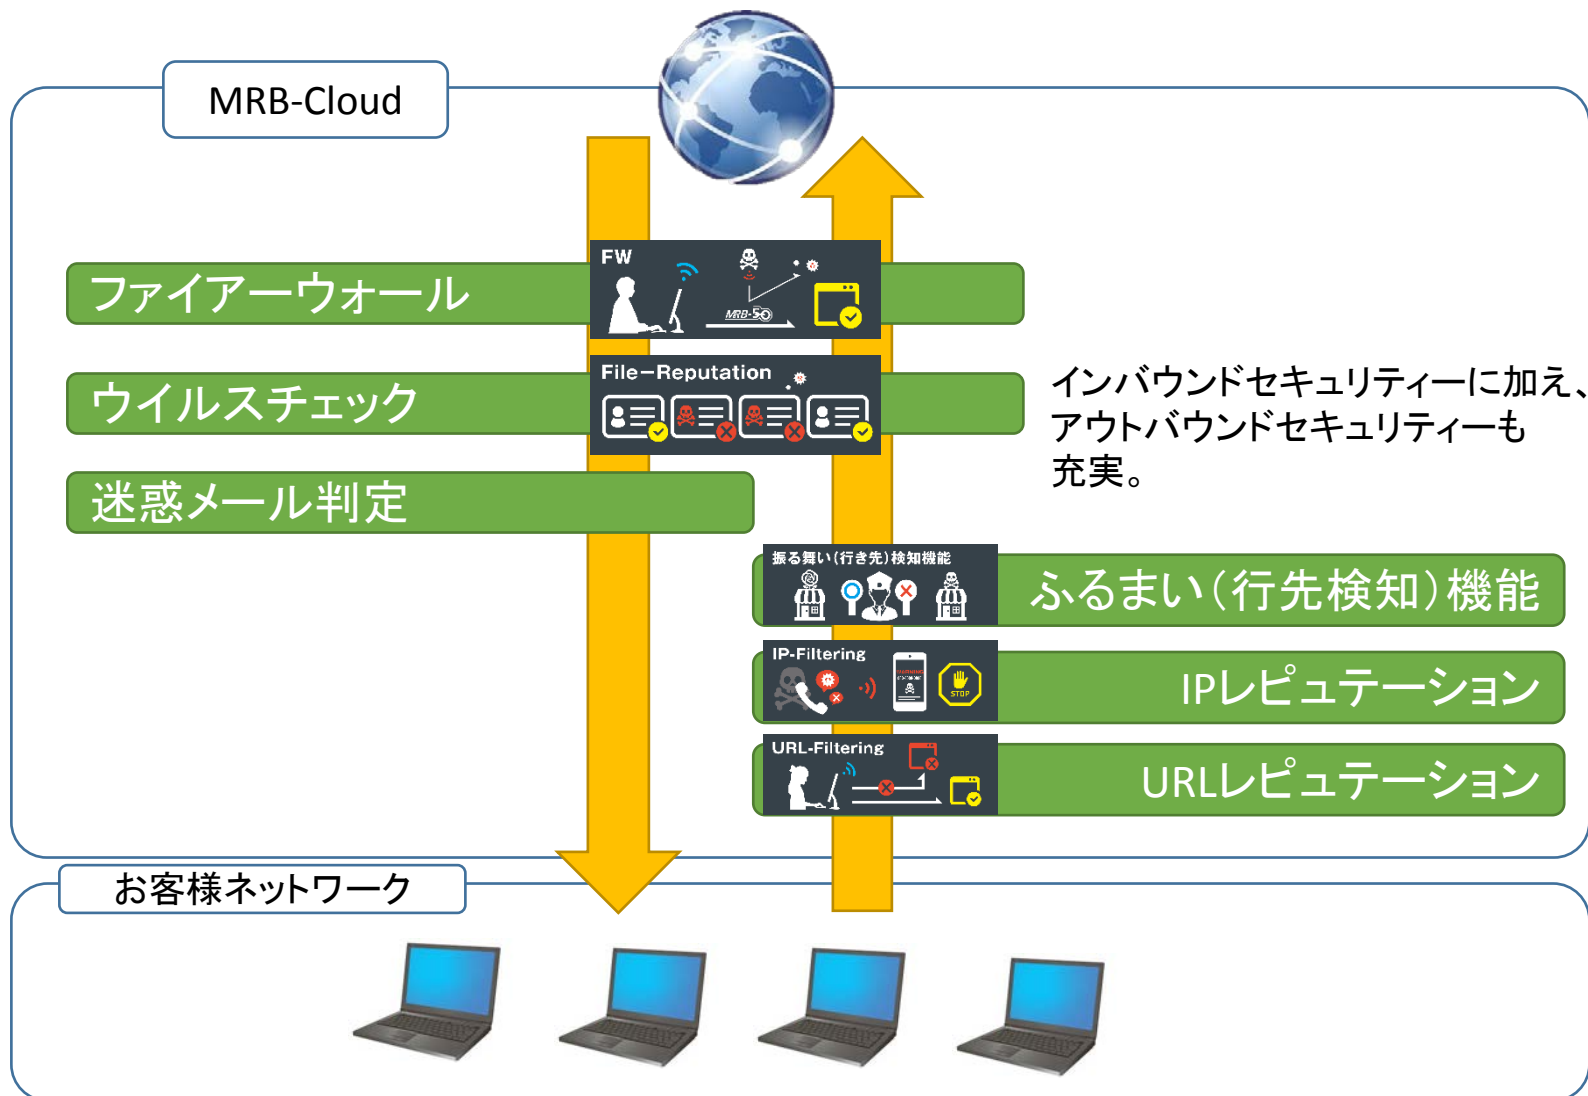 MRB-Cloud
FW
MRB-50
ファイアーウォール
File-Reputation
ウイルスチェック
インバウンドセキュリティーに加え、
アウトバウンドセキュリティーも
充実。
迷惑メール判定
振る舞い(行き先)検知機能
ふるまい(行先検知)機能
IP-Filtering
STOP
IPレピュテーション
URL-Filtering
URLレピュテーション
お客様ネットワーク